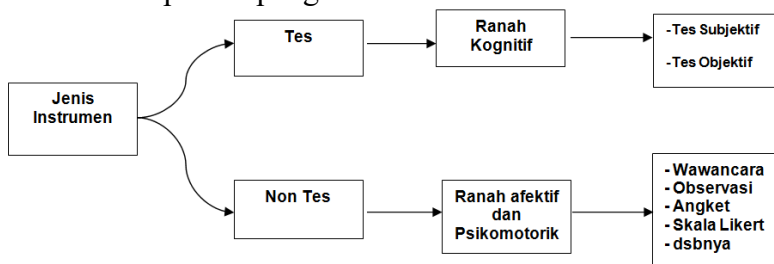 Tes
Ranah
Kognitif
-Tes Subjektif
-Tes Objektif
Jenis
Instrumen
Non Tes
Ranah afektif
dan
Psikomotorik
- Wawancara
- Observasi
- Angket
- Skala Likert
- dsbnya